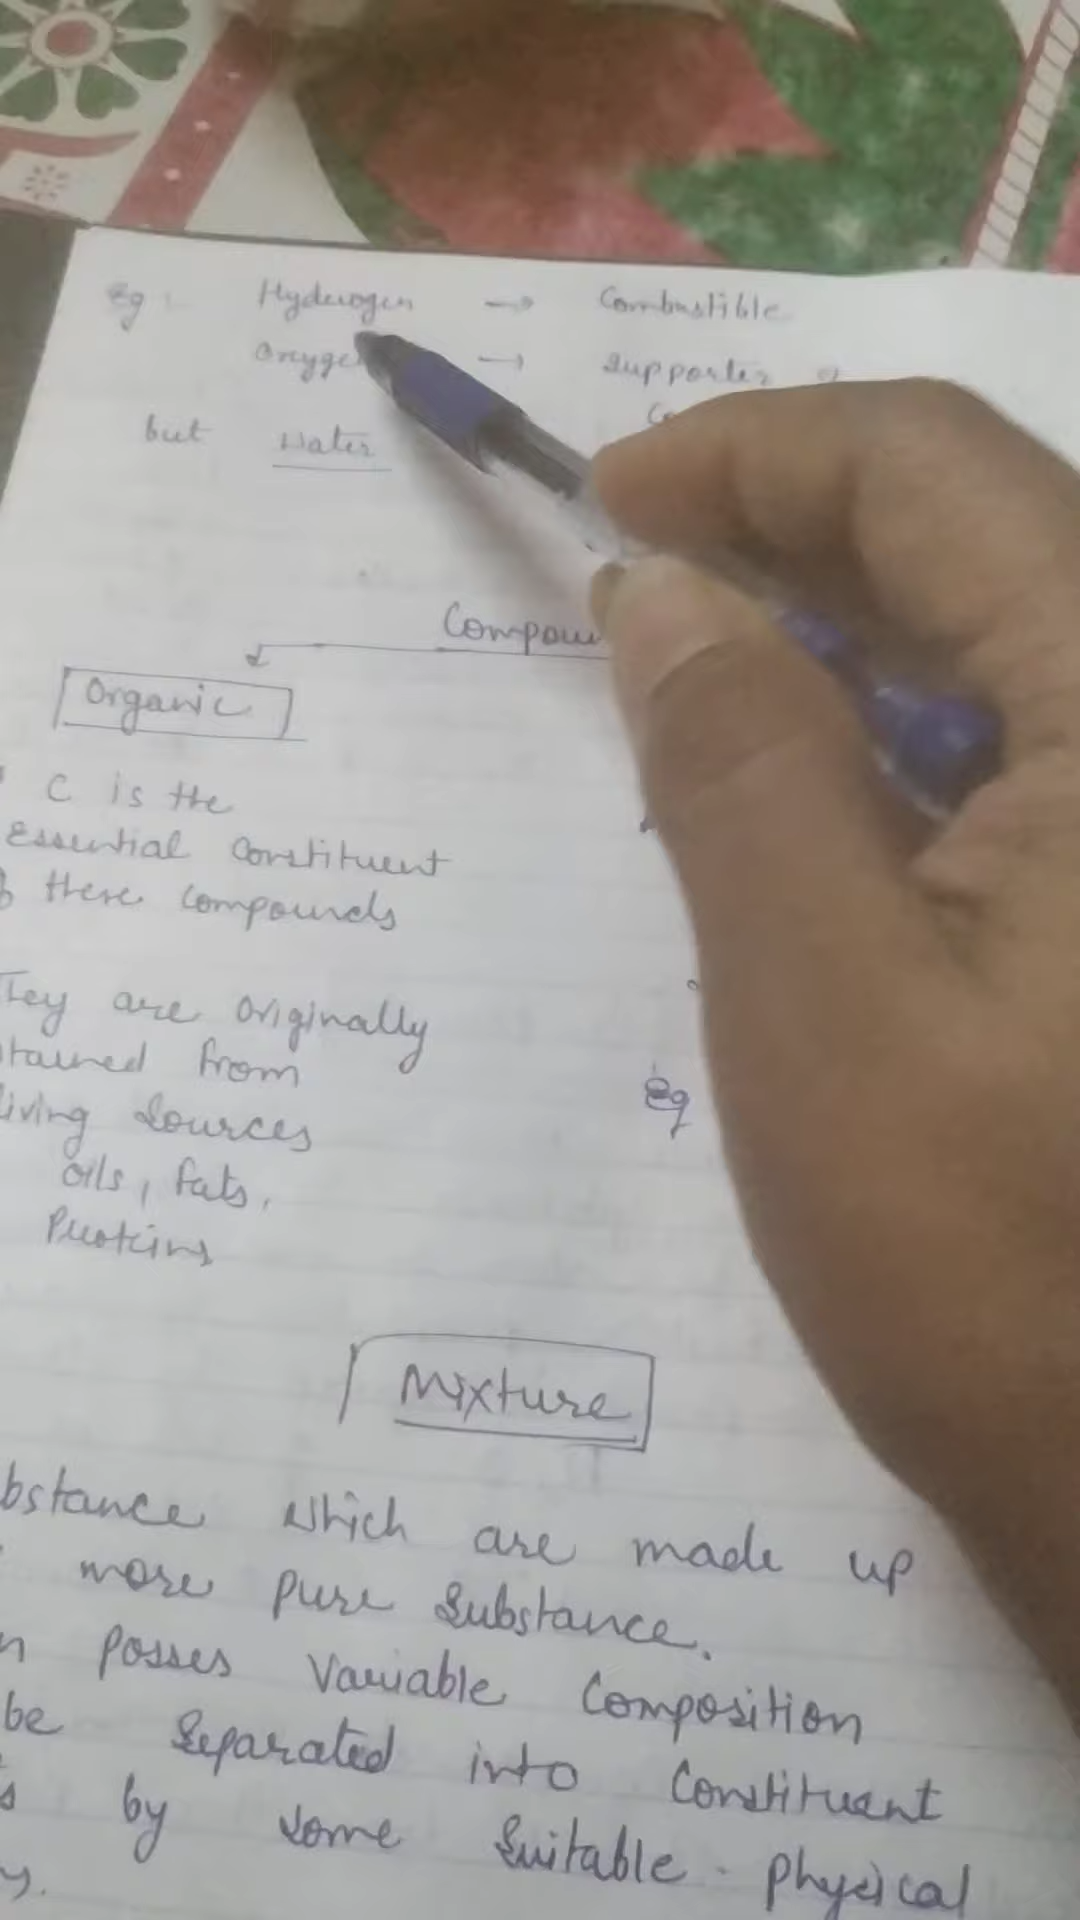 Eg : Hydrogen → Combustible
Oxygen → Supporter
but Water
Compou
Organic
C is the
Essential Constituent
these compounds
are originally
from
living sources
oils, fats,
Proteins
Eg
Mixture
bstance which are made up
more pure substance.
posses Variable Composition
be Separated into Constituent
by some suitable physical